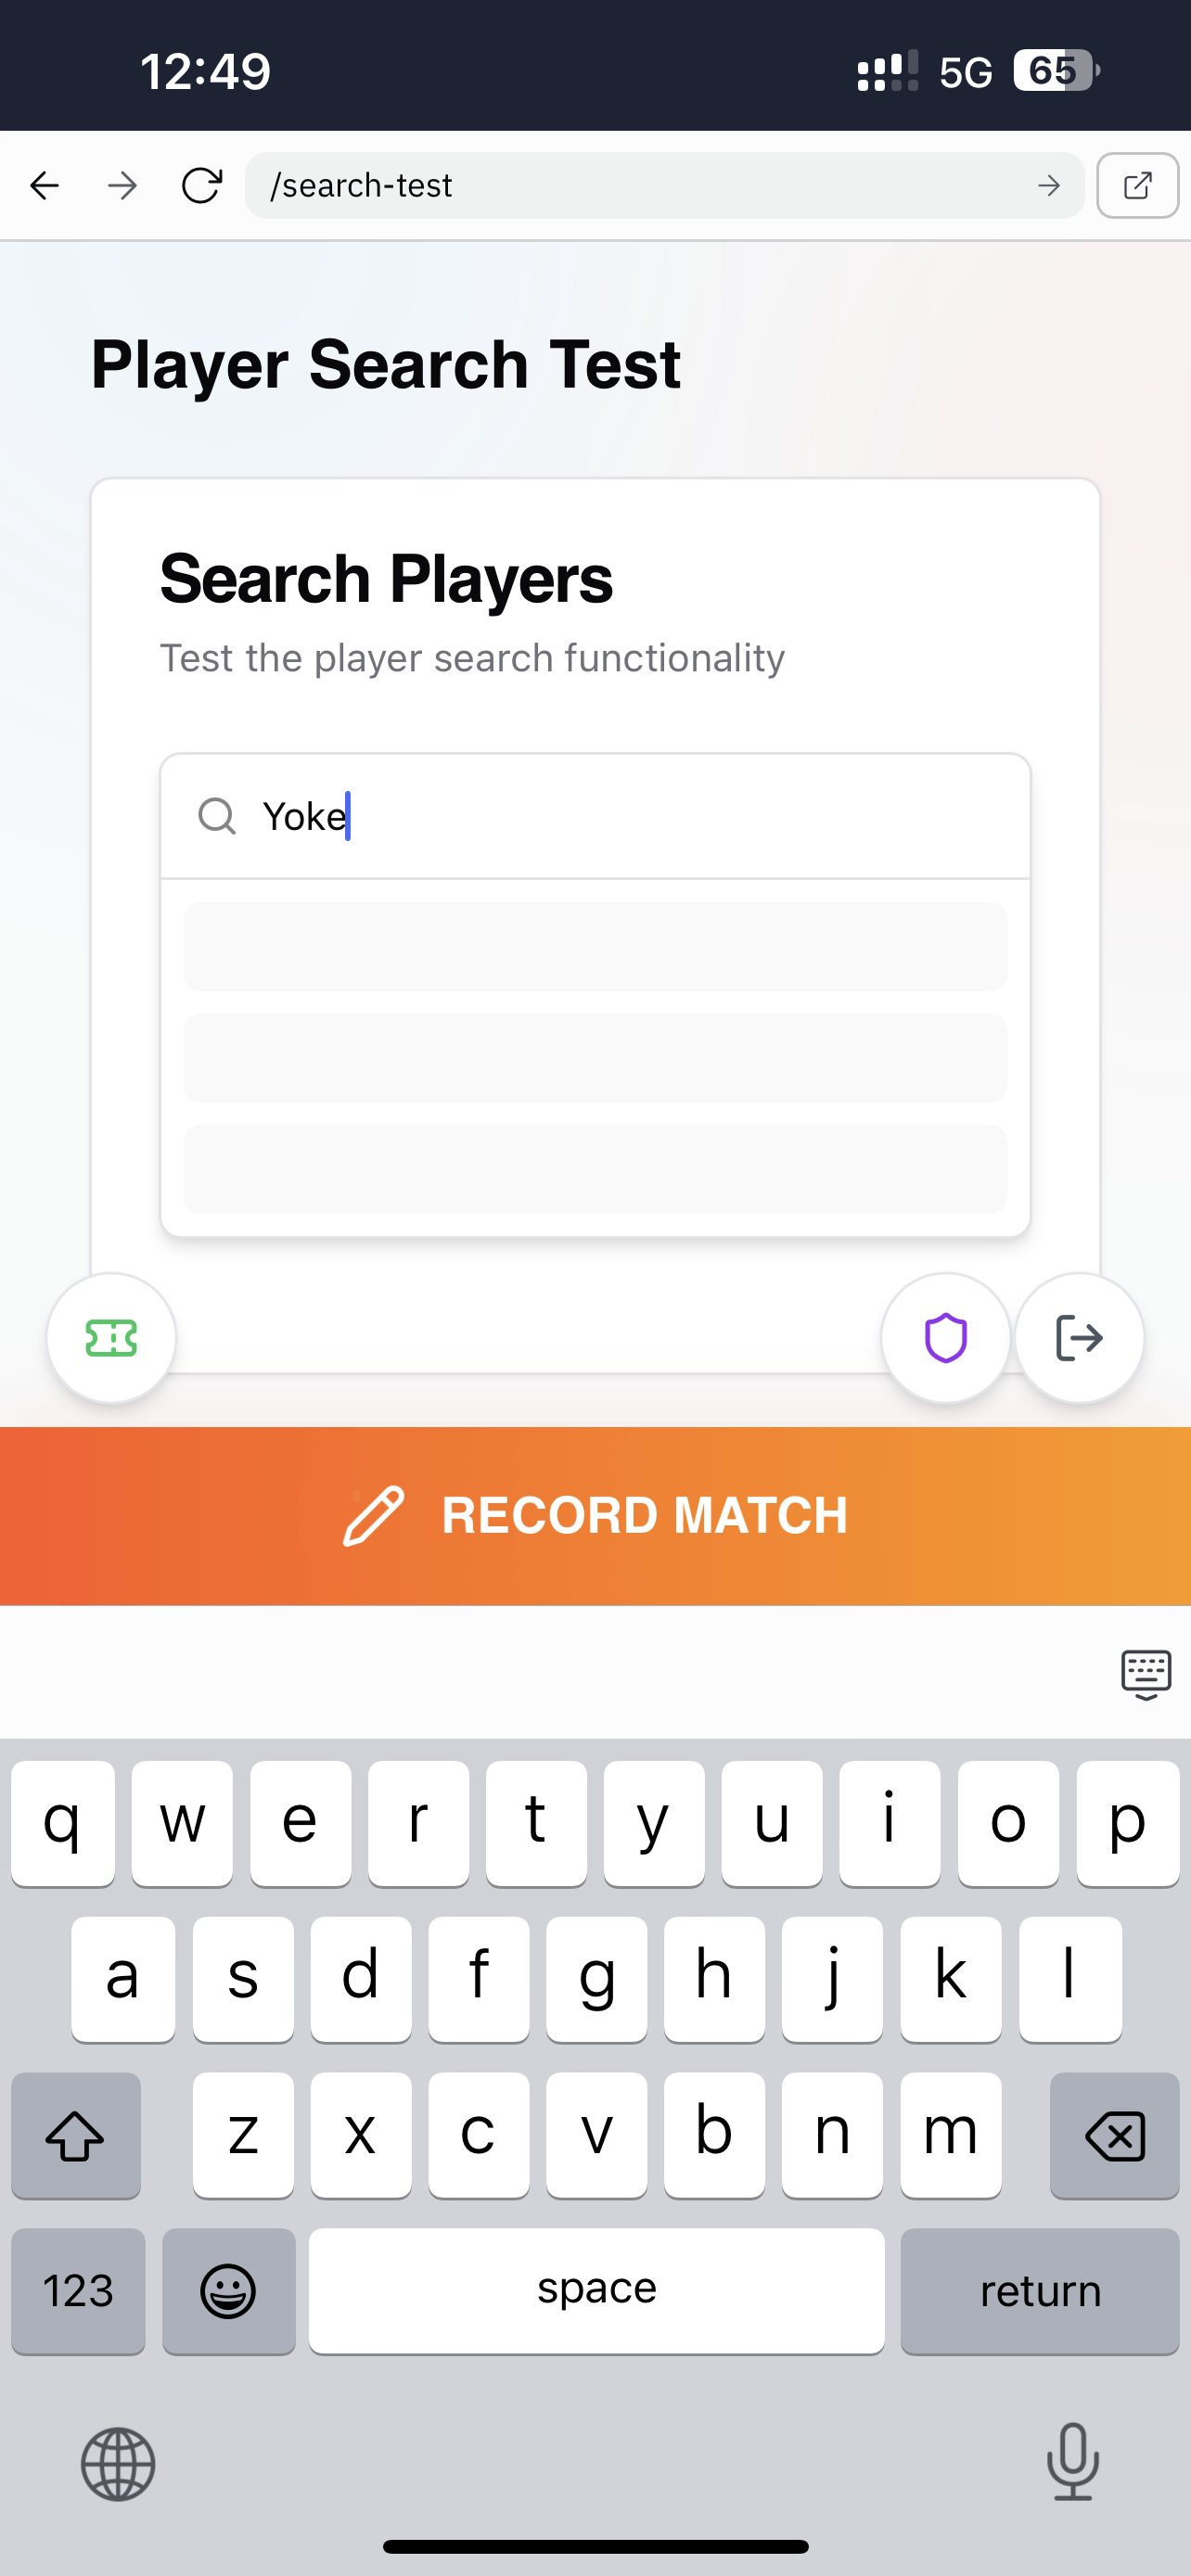 12:49 5G 65
/search-test
Player Search Test
Search Players
Test the player search functionality
Yoke
RECORD MATCH
q w e r t y u i o p
a s d f g h j k l
z x c v b n m
123 space return